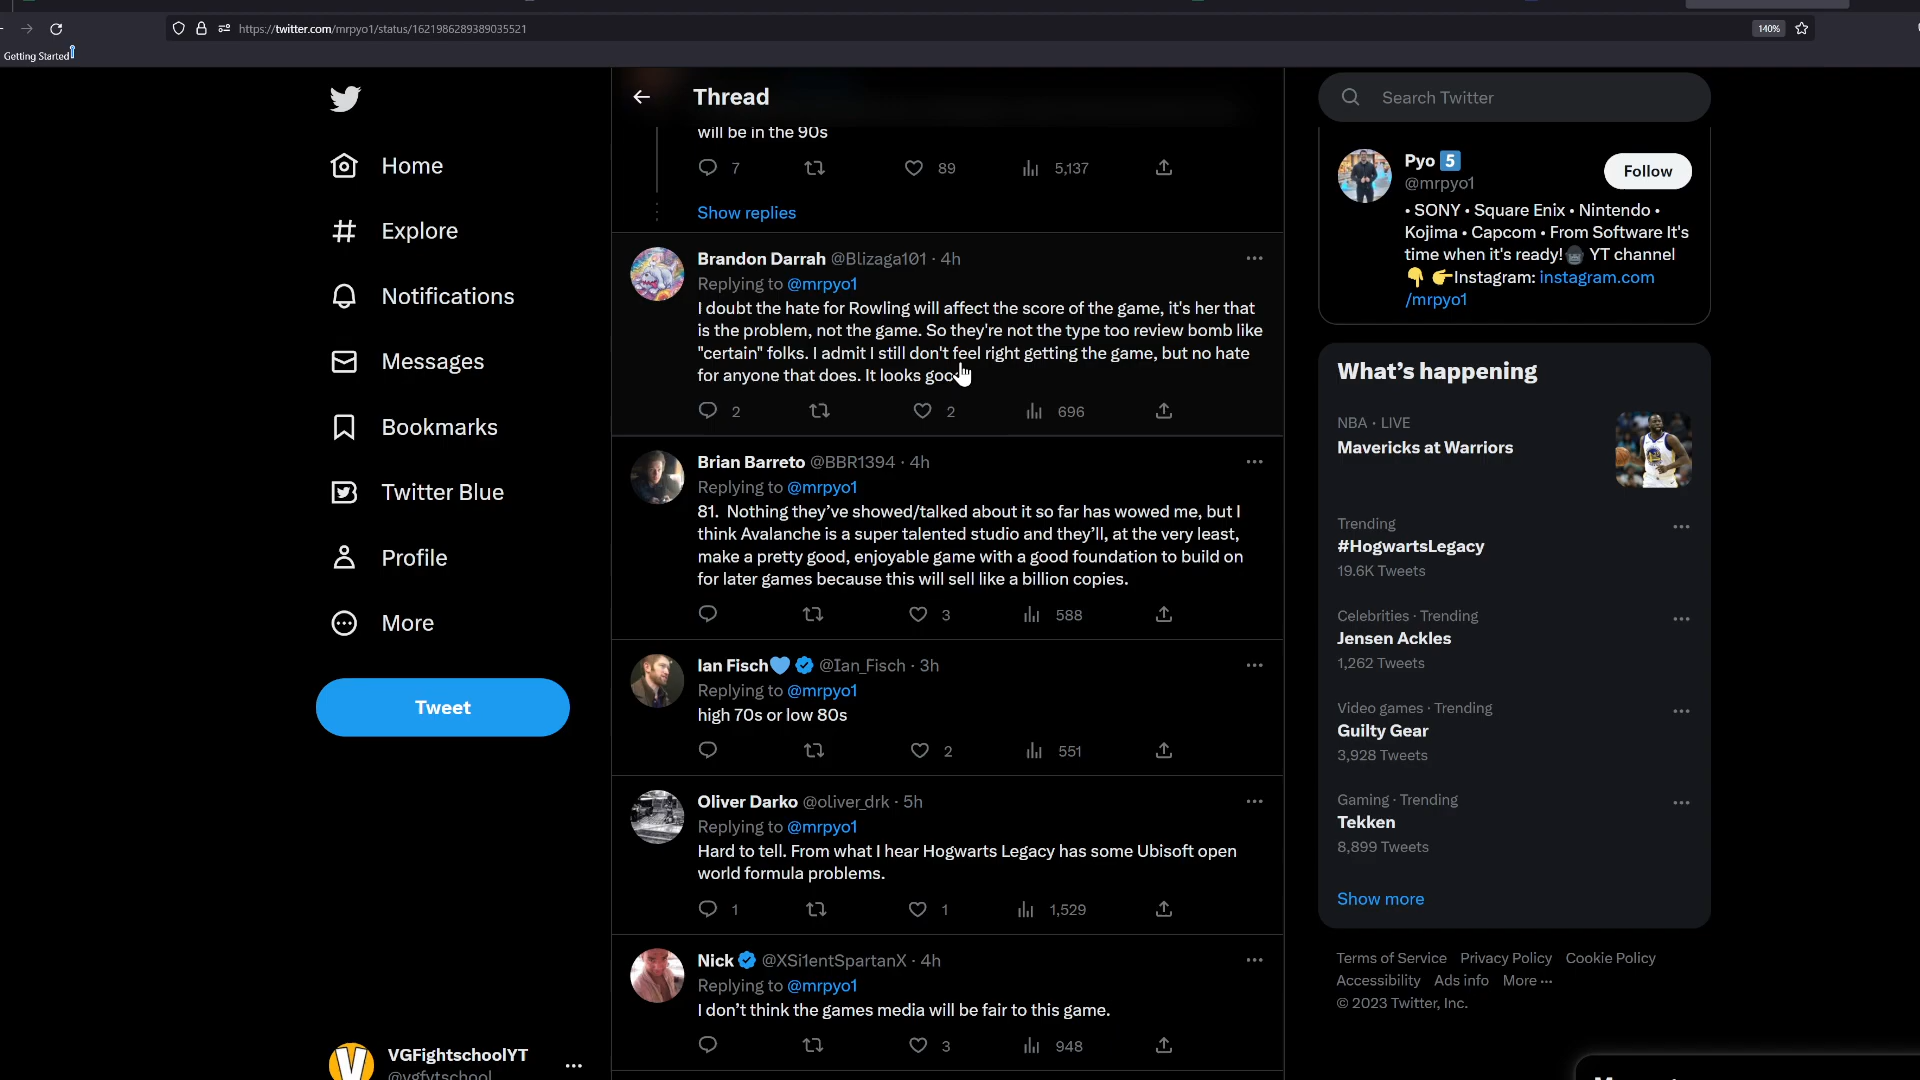 https://twitter.com/mrpyo1/status/1621986289389035521
140%
Getting Started
Home
Explore
Notifications
Messages
Bookmarks
Twitter Blue
Profile
More
Tweet
VGFightschoolYT
@vgfytschool
Thread
will be in the 90s
7 89 5,137
Show replies
Brandon Darrah @Blizaga101 · 4h
Replying to @mrpyo1
I doubt the hate for Rowling will affect the score of the game, it's her that
is the problem, not the game. So they're not the type too review bomb like
"certain" folks. I admit I still don't feel right getting the game, but no hate
for anyone that does. It looks good
2 2 696
Brian Barreto @BBR1394 · 4h
Replying to @mrpyo1
81. Nothing they’ve showed/talked about it so far has wowed me, but I
think Avalanche is a super talented studio and they’ll, at the very least,
make a pretty good, enjoyable game with a good foundation to build on
for later games because this will sell like a billion copies.
3 588
Ian Fisch @Ian_Fisch · 3h
Replying to @mrpyo1
high 70s or low 80s
2 551
Oliver Darko @oliver_drk · 5h
Replying to @mrpyo1
Hard to tell. From what I hear Hogwarts Legacy has some Ubisoft open
world formula problems.
1 1 1,529
Nick @XSi1entSpartanX · 4h
Replying to @mrpyo1
I don’t think the games media will be fair to this game.
3 948
Search Twitter
Pyo 5
@mrpyo1
Follow
• SONY • Square Enix • Nintendo •
Kojima • Capcom • From Software It's
time when it's ready! YT channel
Instagram: instagram.com
/mrpyo1
What’s happening
NBA · LIVE
Mavericks at Warriors
Trending
#HogwartsLegacy
19.6K Tweets
Celebrities · Trending
Jensen Ackles
1,262 Tweets
Video games · Trending
Guilty Gear
3,928 Tweets
Gaming · Trending
Tekken
8,899 Tweets
Show more
Terms of Service Privacy Policy Cookie Policy
Accessibility Ads info More ···
© 2023 Twitter, Inc.